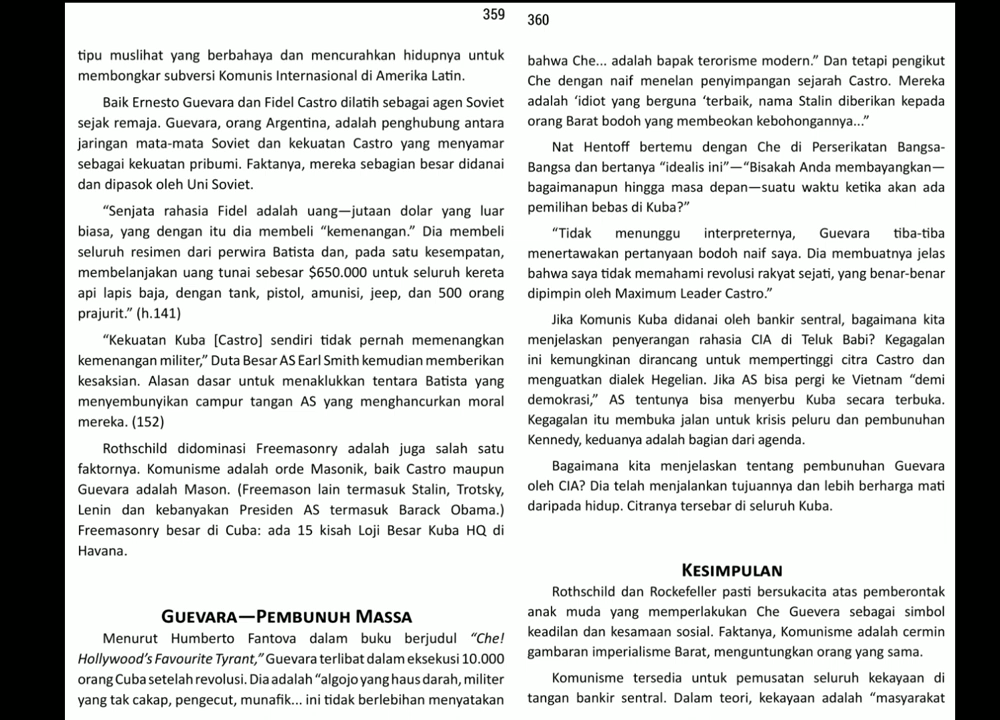 359
tipu muslihat yang berbahaya dan mencurahkan hidupnya untuk
membongkar subversi Komunis Internasional di Amerika Latin.
Baik Ernesto Guevara dan Fidel Castro dilatih sebagai agen Soviet
sejak remaja. Guevara, orang Argentina, adalah penghubung antara
jaringan mata-mata Soviet dan kekuatan Castro yang menyamar
sebagai kekuatan pribumi. Faktanya, mereka sebagian besar didanai
dan dipasok oleh Uni Soviet.
“Senjata rahasia Fidel adalah uang—jutaan dolar yang luar
biasa, yang dengan itu dia membeli “kemenangan.” Dia membeli
seluruh resimen dari perwira Batista dan, pada satu kesempatan,
membelanjakan uang tunai sebesar $650.000 untuk seluruh kereta
api lapis baja, dengan tank, pistol, amunisi, jeep, dan 500 orang
prajurit.” (h.141)
“Kekuatan Kuba [Castro] sendiri tidak pernah memenangkan
kemenangan militer,” Duta Besar AS Earl Smith kemudian memberikan
kesaksian. Alasan dasar untuk menaklukkan tentara Batista yang
menyembunyikan campur tangan AS yang menghancurkan moral
mereka. (152)
Rothschild didominasi Freemasonry adalah juga salah satu
faktornya. Komunisme adalah orde Masonik, baik Castro maupun
Guevara adalah Mason. (Freemason lain termasuk Stalin, Trotsky,
Lenin dan kebanyakan Presiden AS termasuk Barack Obama.)
Freemasonry besar di Cuba: ada 15 kisah Loji Besar Kuba HQ di
Havana.
GUEVARA—PEMBUNUH MASSA
Menurut Humberto Fantova dalam buku berjudul “Che!
Hollywood’s Favourite Tyrant,” Guevara terlibat dalam eksekusi 10.000
orang Cuba setelah revolusi. Dia adalah “algojo yang haus darah, militer
yang tak cakap, pengecut, munafik... ini tidak berlebihan menyatakan
360
bahwa Che... adalah bapak terorisme modern.” Dan tetapi pengikut
Che dengan naif menelan penyimpangan sejarah Castro. Mereka
adalah ‘idiot yang berguna ‘terbaik, nama Stalin diberikan kepada
orang Barat bodoh yang membeokan kebohongannya...”
Nat Hentoff bertemu dengan Che di Perserikatan Bangsa-
Bangsa dan bertanya “idealis ini”—“Bisakah Anda membayangkan—
bagaimanapun hingga masa depan—suatu waktu ketika akan ada
pemilihan bebas di Kuba?”
“Tidak menunggu interpreternya, Guevara tiba-tiba
menertawakan pertanyaan bodoh naif saya. Dia membuatnya jelas
bahwa saya tidak memahami revolusi rakyat sejati, yang benar-benar
dipimpin oleh Maximum Leader Castro.”
Jika Komunis Kuba didanai oleh bankir sentral, bagaimana kita
menjelaskan penyerangan rahasia CIA di Teluk Babi? Kegagalan
ini kemungkinan dirancang untuk mempertinggi citra Castro dan
menguatkan dialek Hegelian. Jika AS bisa pergi ke Vietnam “demi
demokrasi,” AS tentunya bisa menyerbu Kuba secara terbuka.
Kegagalan itu membuka jalan untuk krisis peluru dan pembunuhan
Kennedy, keduanya adalah bagian dari agenda.
Bagaimana kita menjelaskan tentang pembunuhan Guevara
oleh CIA? Dia telah menjalankan tujuannya dan lebih berharga mati
daripada hidup. Citranya tersebar di seluruh Kuba.
KESIMPULAN
Rothschild dan Rockefeller pasti bersukacita atas pemberontak
anak muda yang memperlakukan Che Guevera sebagai simbol
keadilan dan kesamaan sosial. Faktanya, Komunisme adalah cermin
gambaran imperialisme Barat, menguntungkan orang yang sama.
Komunisme tersedia untuk pemusatan seluruh kekayaan di
tangan bankir sentral. Dalam teori, kekayaan adalah “masyarakat